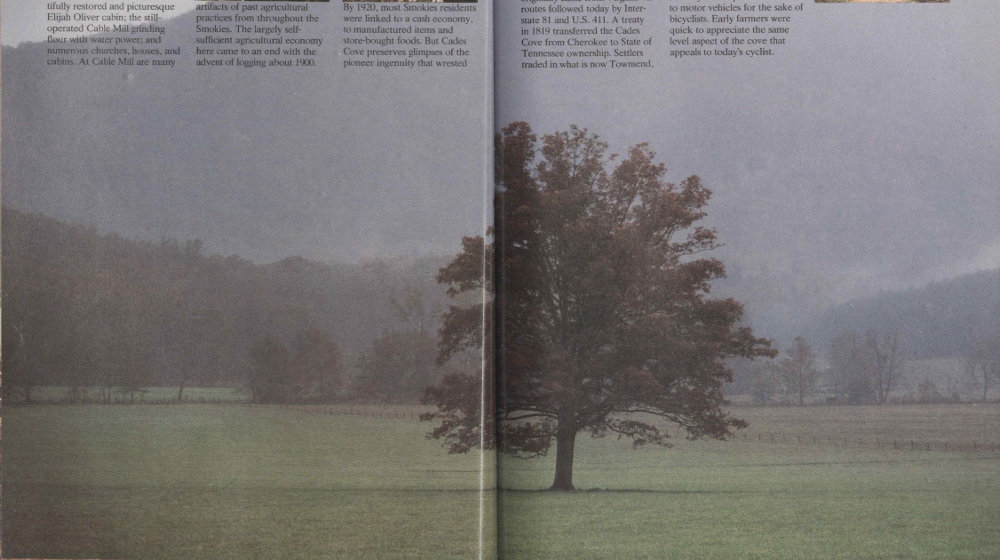 tifully restored and picturesque
Elijah Oliver cabin; the still-
operated Cable Mill grinding
flour with water power; and
numerous churches, houses, and
cabins. At Cable Mill are many
artifacts of past agricultural
practices from throughout the
Smokies. The largely self-
sufficient agricultural economy
here came to an end with the
advent of logging about 1900.
By 1920, most Smokies residents
were linked to a cash economy,
to manufactured items and
store-bought foods. But Cades
Cove preserves glimpses of the
pioneer ingenuity that wrested
routes followed today by Inter-
state 81 and U.S. 411. A treaty
in 1819 transferred the Cades
Cove from Cherokee to State of
Tennessee ownership. Settlers
traded in what is now Townsend,
to motor vehicles for the sake of
bicyclists. Early farmers were
quick to appreciate the same
level aspect of the cove that
appeals to today's cyclist.